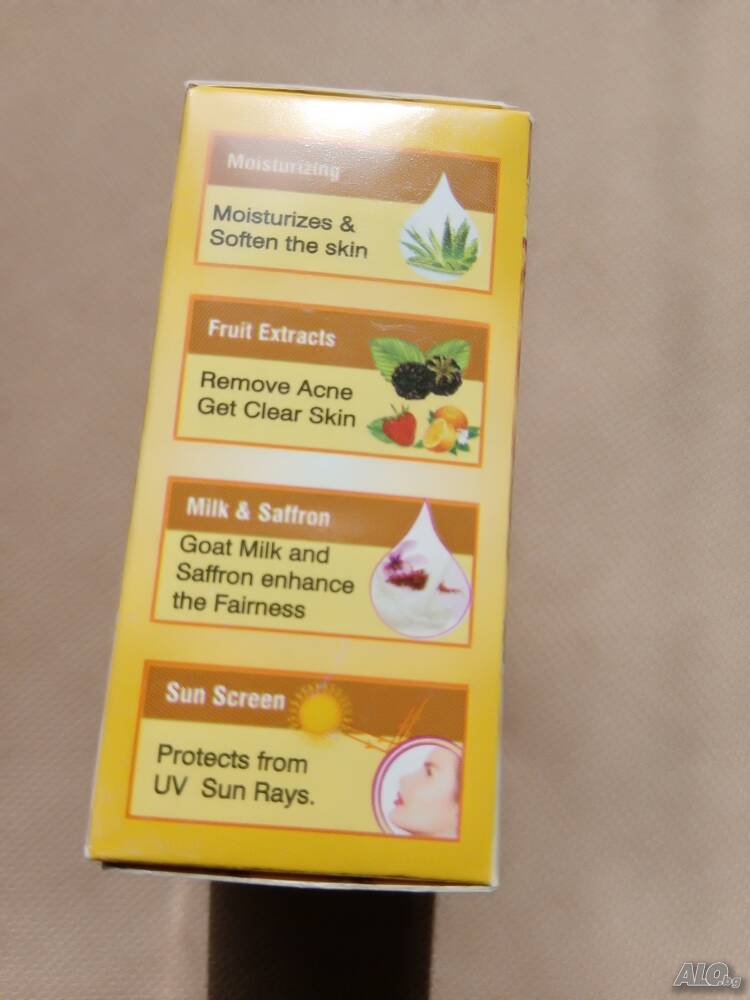 Moisturizing
Moisturizes &
Soften the skin
Fruit Extracts
Remove Acne
Get Clear Skin
Milk & Saffron
Goat Milk and
Saffron enhance
the Fairness
Sun Screen
Protects from
UV Sun Rays.
ALO.bg